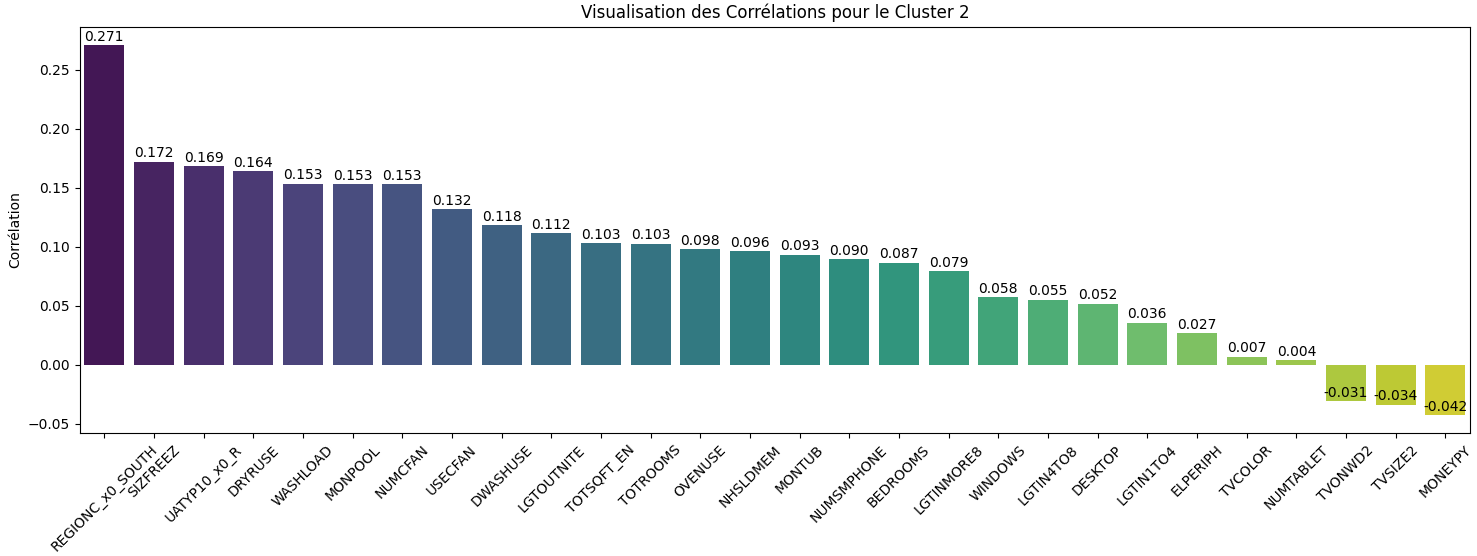 Visualisation des Corrélations pour le Cluster 2
Corrélation
0.25
0.20
0.15
0.10
0.05
0.00
−0.05
0.271
0.172
0.169
0.164
0.153
0.153
0.153
0.132
0.118
0.112
0.103
0.103
0.098
0.096
0.093
0.090
0.087
0.079
0.058
0.055
0.052
0.036
0.027
0.007
0.004
-0.031
-0.034
-0.042
REGIONC_x0_SOUTH
SIZFREEZ
UATYP10_x0_R
DRYRUSE
WASHLOAD
MONPOOL
NUMCFAN
USECFAN
DWASHUSE
LGTOUTNITE
TOTSQFT_EN
TOTROOMS
OVENUSE
NHSLDMEM
MONTUB
NUMSMPHONE
BEDROOMS
LGTINMORE8
WINDOWS
LGTIN4TO8
DESKTOP
LGTIN1TO4
ELPERIPH
TVCOLOR
NUMTABLET
TVONWD2
TVSIZE2
MONEYPY